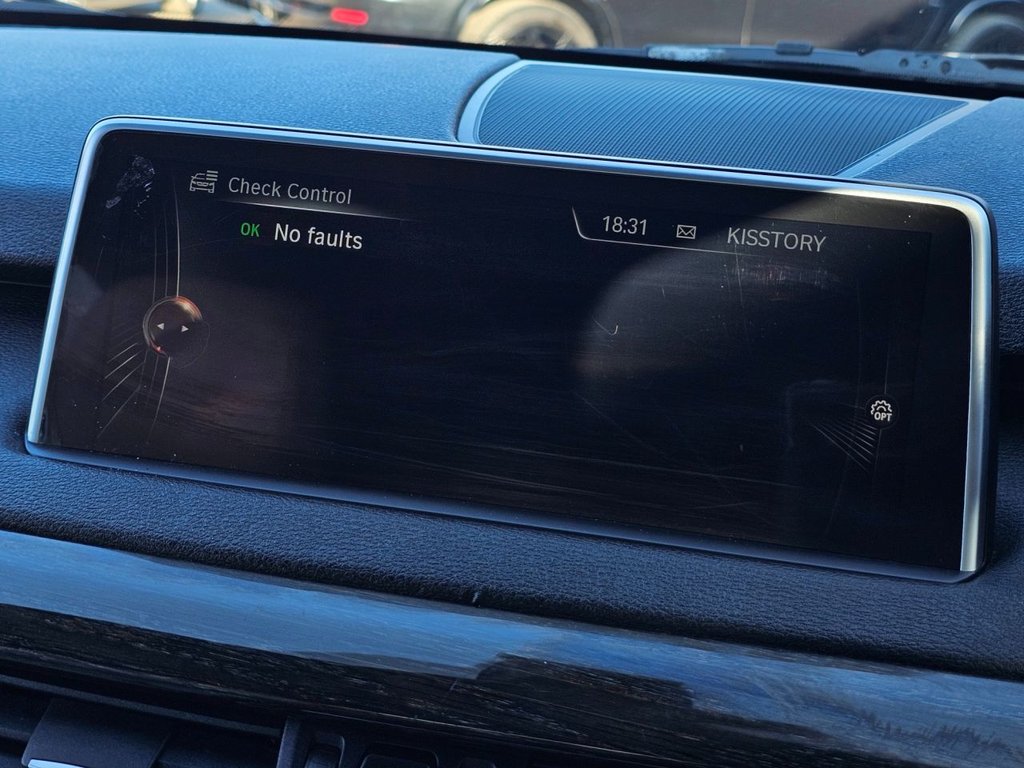 Check Control
OK No faults
18:31 KISSTORY
OPT